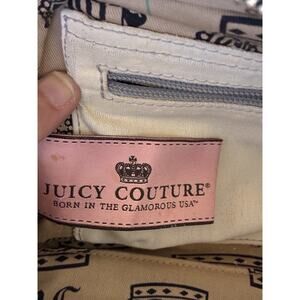 JUICY COUTURE®
BORN IN THE GLAMOROUS USA™